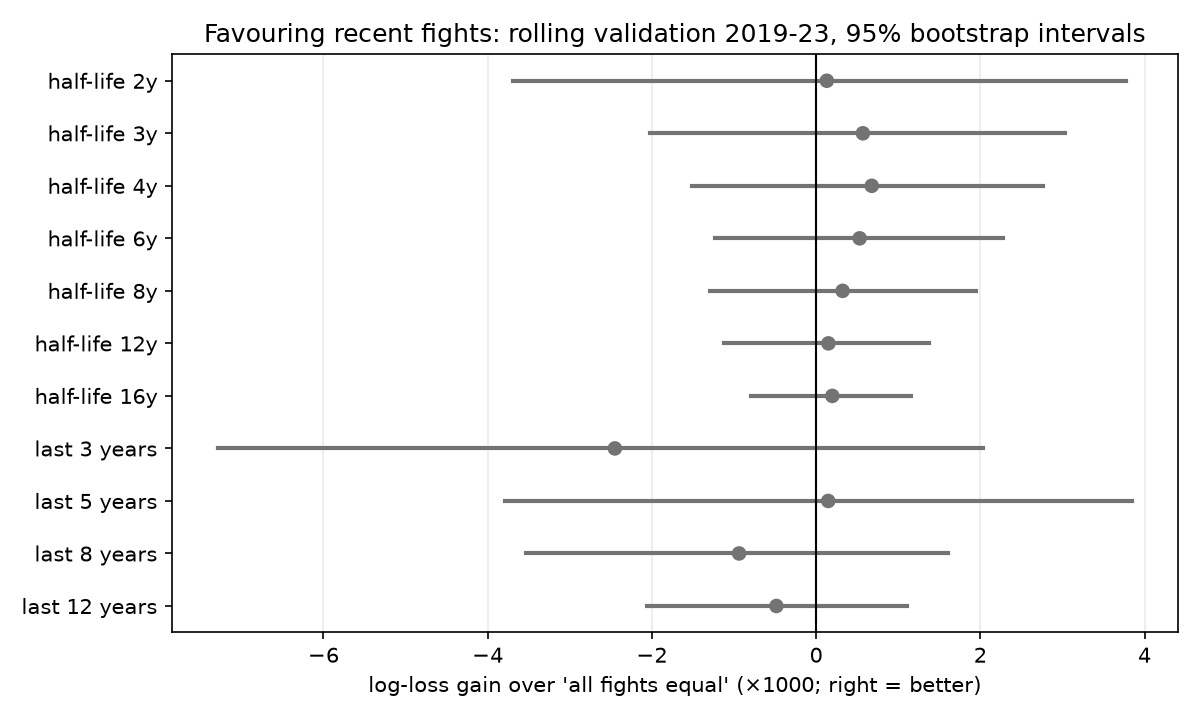 Favouring recent fights: rolling validation 2019-23, 95% bootstrap intervals
half-life 2y
half-life 3y
half-life 4y
half-life 6y
half-life 8y
half-life 12y
half-life 16y
last 3 years
last 5 years
last 8 years
last 12 years
−6 −4 −2 0 2 4
log-loss gain over 'all fights equal' (×1000; right = better)